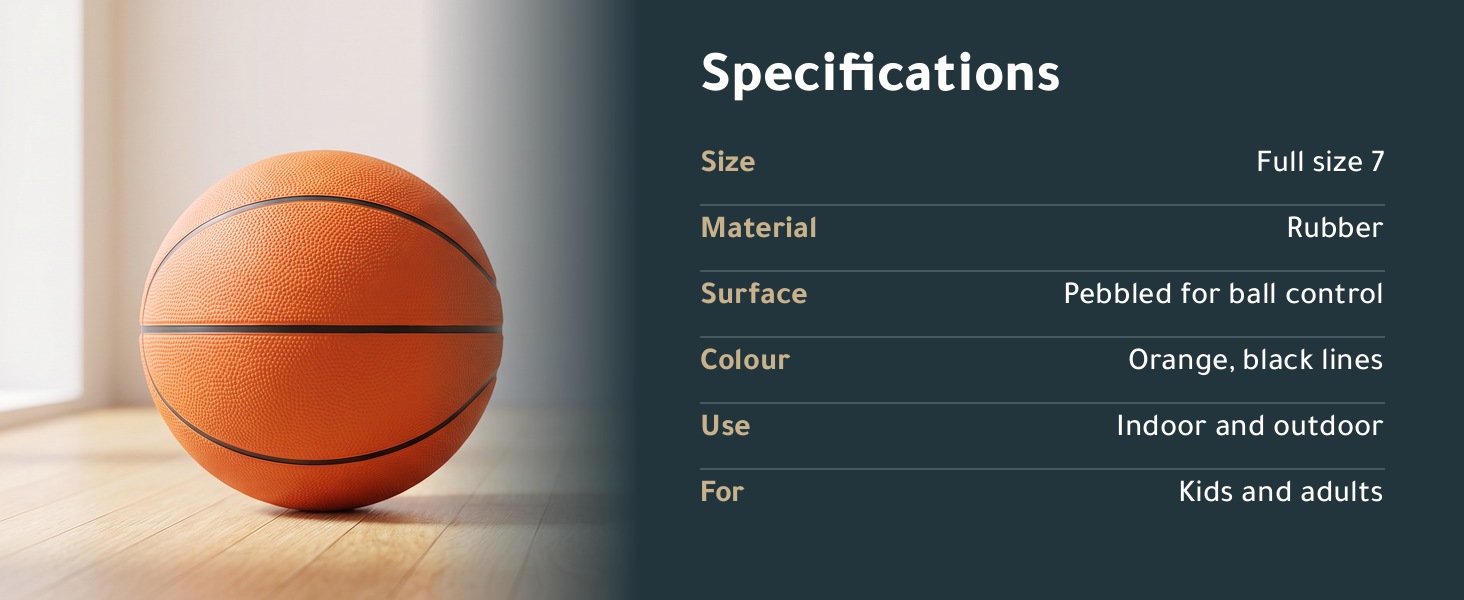 Specifications
Size Full size 7
Material Rubber
Surface Pebbled for ball control
Colour Orange, black lines
Use Indoor and outdoor
For Kids and adults